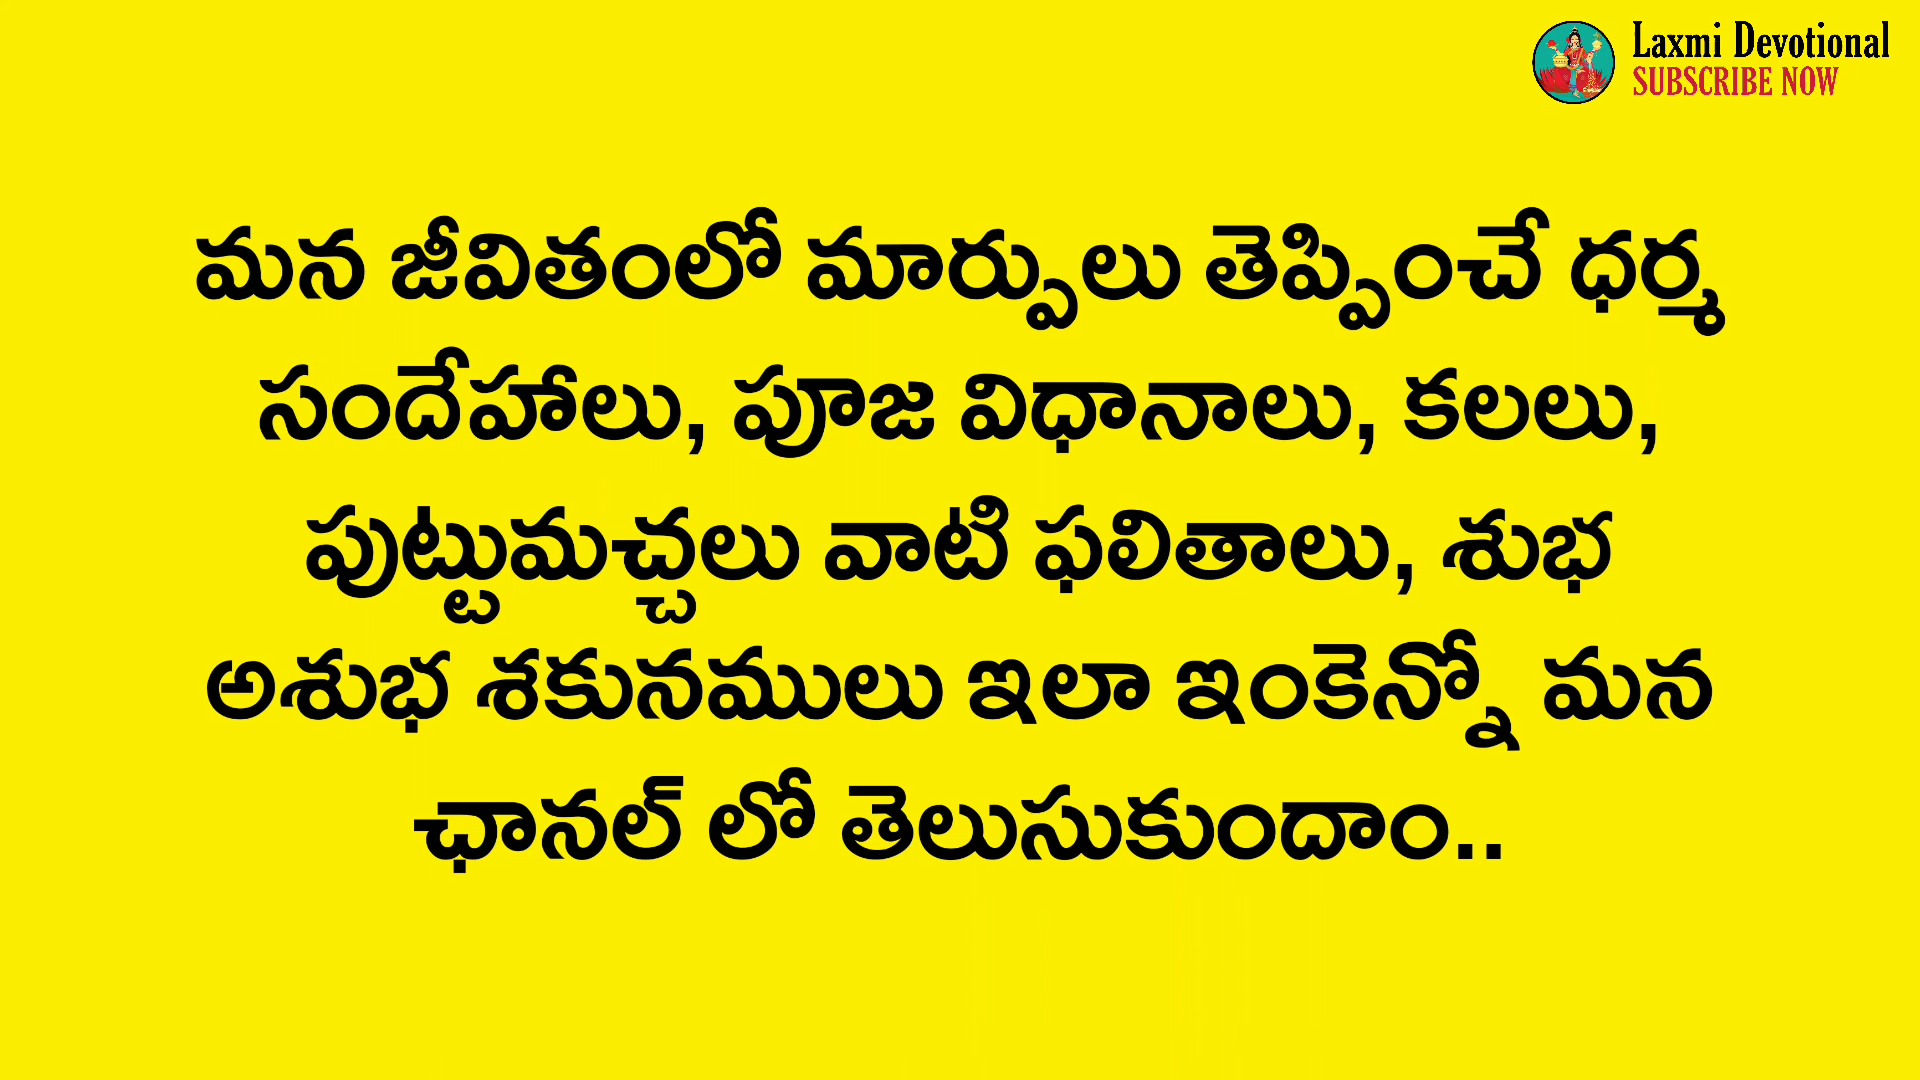 Laxmi Devotional
SUBSCRIBE NOW
మన జీవితంలో మార్పులు తెప్పించే ధర్మ
సందేహాలు, పూజ విధానాలు, కలలు,
పుట్టుమచ్చలు వాటి ఫలితాలు, శుభ
అశుభ శకునములు ఇలా ఇంకెన్నో మన
ఛానల్ లో తెలుసుకుందాం..